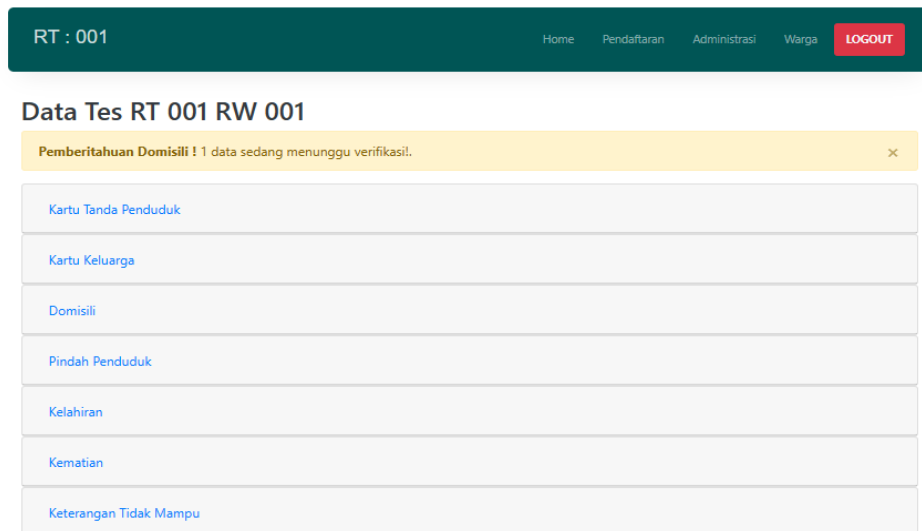 RT : 001
Home Pendaftaran Administrasi Warga LOGOUT
Data Tes RT 001 RW 001
Pemberitahuan Domisili ! 1 data sedang menunggu verifikasi!. ×
Kartu Tanda Penduduk
Kartu Keluarga
Domisili
Pindah Penduduk
Kelahiran
Kematian
Keterangan Tidak Mampu